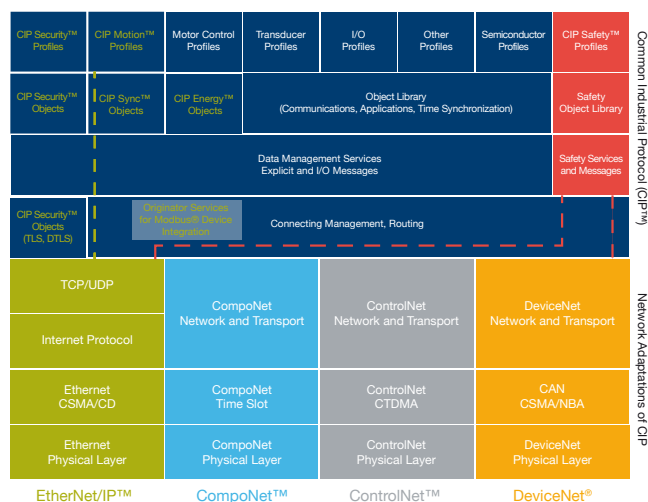 CIP Security™
Profiles
CIP Motion™
Profiles
Motor Control
Profiles
Transducer
Profiles
I/O
Profiles
Other
Profiles
Semiconductor
Profiles
CIP Safety™
Profiles
CIP Security™
Objects
CIP Sync™
Objects
CIP Energy™
Objects
Object Library
(Communications, Applications, Time Synchronization)
Safety
Object Library
Data Management Services
Explicit and I/O Messages
Safety Services
and Messages
CIP Security™
Objects
(TLS, DTLS)
Originator Services
for Modbus® Device
Integration
Connecting Management, Routing
Common Industrial Protocol (CIP™)
TCP/UDP
Internet Protocol
CompoNet
Network and Transport
ControlNet
Network and Transport
DeviceNet
Network and Transport
Ethernet
CSMA/CD
CompoNet
Time Slot
ControlNet
CTDMA
CAN
CSMA/NBA
Ethernet
Physical Layer
CompoNet
Physical Layer
ControlNet
Physical Layer
DeviceNet
Physical Layer
Network Adaptations of CIP
EtherNet/IP™
CompoNet™
ControlNet™
DeviceNet®